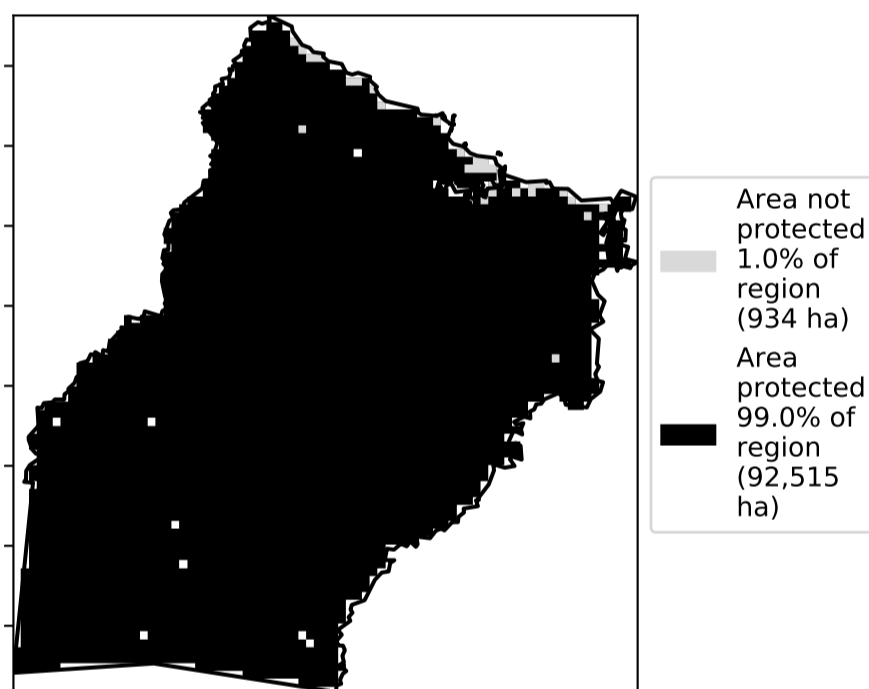 Area not
protected
1.0% of
region
(934 ha)
Area
protected
99.0% of
region
(92,515
ha)